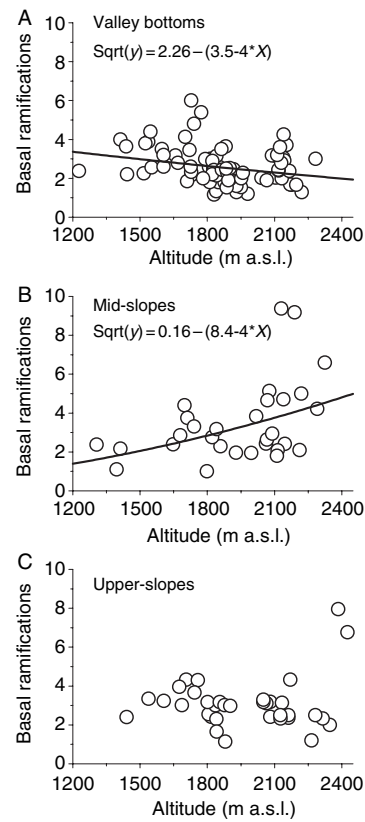 A
Valley bottoms
Sqrt(y)=2.26−(3.5-4*X)
Basal ramifications
10
8
6
4
2
0
1200 1500 1800 2100 2400
Altitude (m a.s.l.)
B
Mid-slopes
Sqrt(y)=0.16−(8.4-4*X)
Basal ramifications
10
8
6
4
2
0
1200 1500 1800 2100 2400
Altitude (m a.s.l.)
C
Upper-slopes
Basal ramifications
10
8
6
4
2
0
1200 1500 1800 2100 2400
Altitude (m a.s.l.)